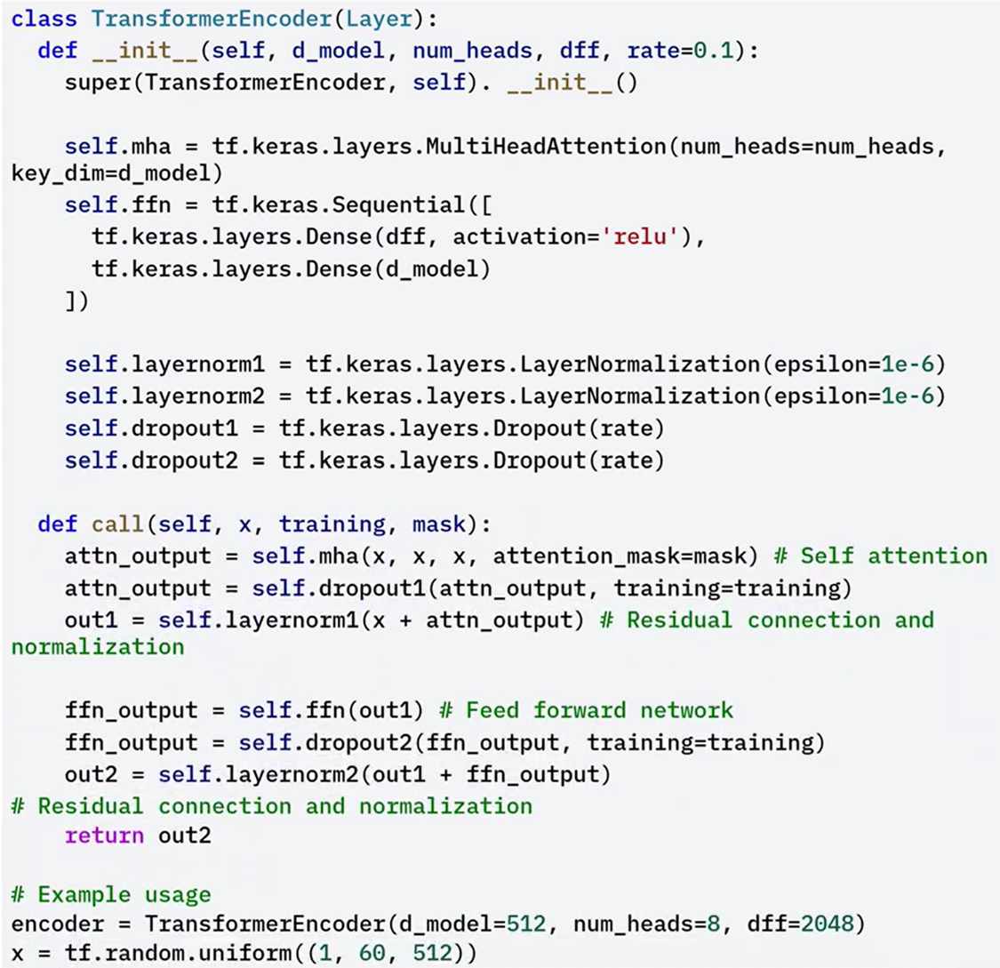 class TransformerEncoder(Layer):
  def __init__(self, d_model, num_heads, dff, rate=0.1):
    super(TransformerEncoder, self). __init__()

    self.mha = tf.keras.layers.MultiHeadAttention(num_heads=num_heads,
key_dim=d_model)
    self.ffn = tf.keras.Sequential([
      tf.keras.layers.Dense(dff, activation='relu'),
      tf.keras.layers.Dense(d_model)
    ])

    self.layernorm1 = tf.keras.layers.LayerNormalization(epsilon=1e-6)
    self.layernorm2 = tf.keras.layers.LayerNormalization(epsilon=1e-6)
    self.dropout1 = tf.keras.layers.Dropout(rate)
    self.dropout2 = tf.keras.layers.Dropout(rate)

  def call(self, x, training, mask):
    attn_output = self.mha(x, x, x, attention_mask=mask) # Self attention
    attn_output = self.dropout1(attn_output, training=training)
    out1 = self.layernorm1(x + attn_output) # Residual connection and
normalization

    ffn_output = self.ffn(out1) # Feed forward network
    ffn_output = self.dropout2(ffn_output, training=training)
    out2 = self.layernorm2(out1 + ffn_output)
# Residual connection and normalization
    return out2

# Example usage
encoder = TransformerEncoder(d_model=512, num_heads=8, dff=2048)
x = tf.random.uniform((1, 60, 512))